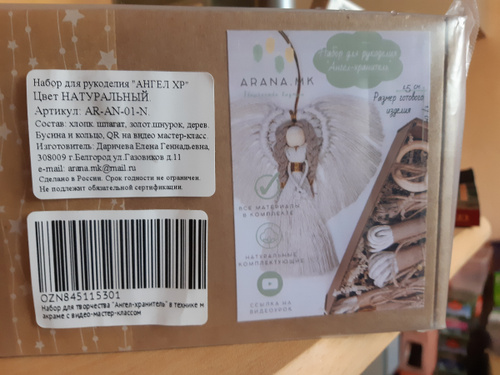 Набор для рукоделия "АНГЕЛ ХР"
Цвет НАТУРАЛЬНЫЙ
Артикул: AR-AN-01-N
Состав: хлопк. шпагат, золот.шнурок, дерев.
Бусина и кольцо, QR на видео мастер-класс
Изготовитель: Даричева Елена Геннадьевна,
308009 г.Белгород ул.Газовиков д.11
e-mail: arana.mk@mail.ru
Сделано в России. Срок годности не ограничен.
Не подлежит обязательной сертификации.
OZN845115301
Набор для творчества "Ангел-хранитель" в технике м
акраме с видео-мастер-классом
ARANA.MK
Набор для рукоделия
"Ангел-хранитель"
Размер готового
изделия
ВСЕ МАТЕРИАЛЫ
В КОМПЛЕКТЕ
НАТУРАЛЬНЫЕ
КОМПЛЕКТУЮЩИЕ
ССЫЛКА НА
ВИДЕОУРОК